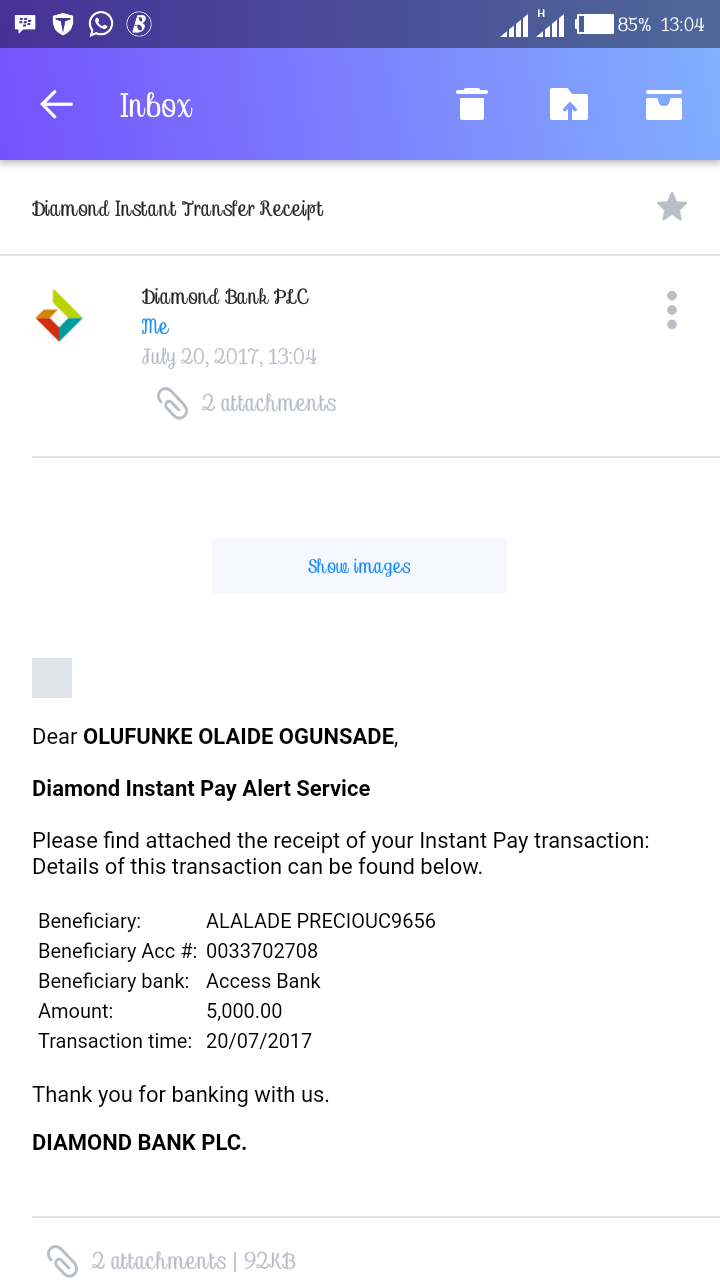 H 85% 13:04
Inbox
Diamond Instant Transfer Receipt
Diamond Bank PLC
Me
July 20, 2017, 13:04
2 attachments
Show images
Dear OLUFUNKE OLAIDE OGUNSADE,
Diamond Instant Pay Alert Service
Please find attached the receipt of your Instant Pay transaction:
Details of this transaction can be found below.
Beneficiary: ALALADE PRECIOUC9656
Beneficiary Acc #: 0033702708
Beneficiary bank: Access Bank
Amount: 5,000.00
Transaction time: 20/07/2017
Thank you for banking with us.
DIAMOND BANK PLC.
2 attachments | 92KB